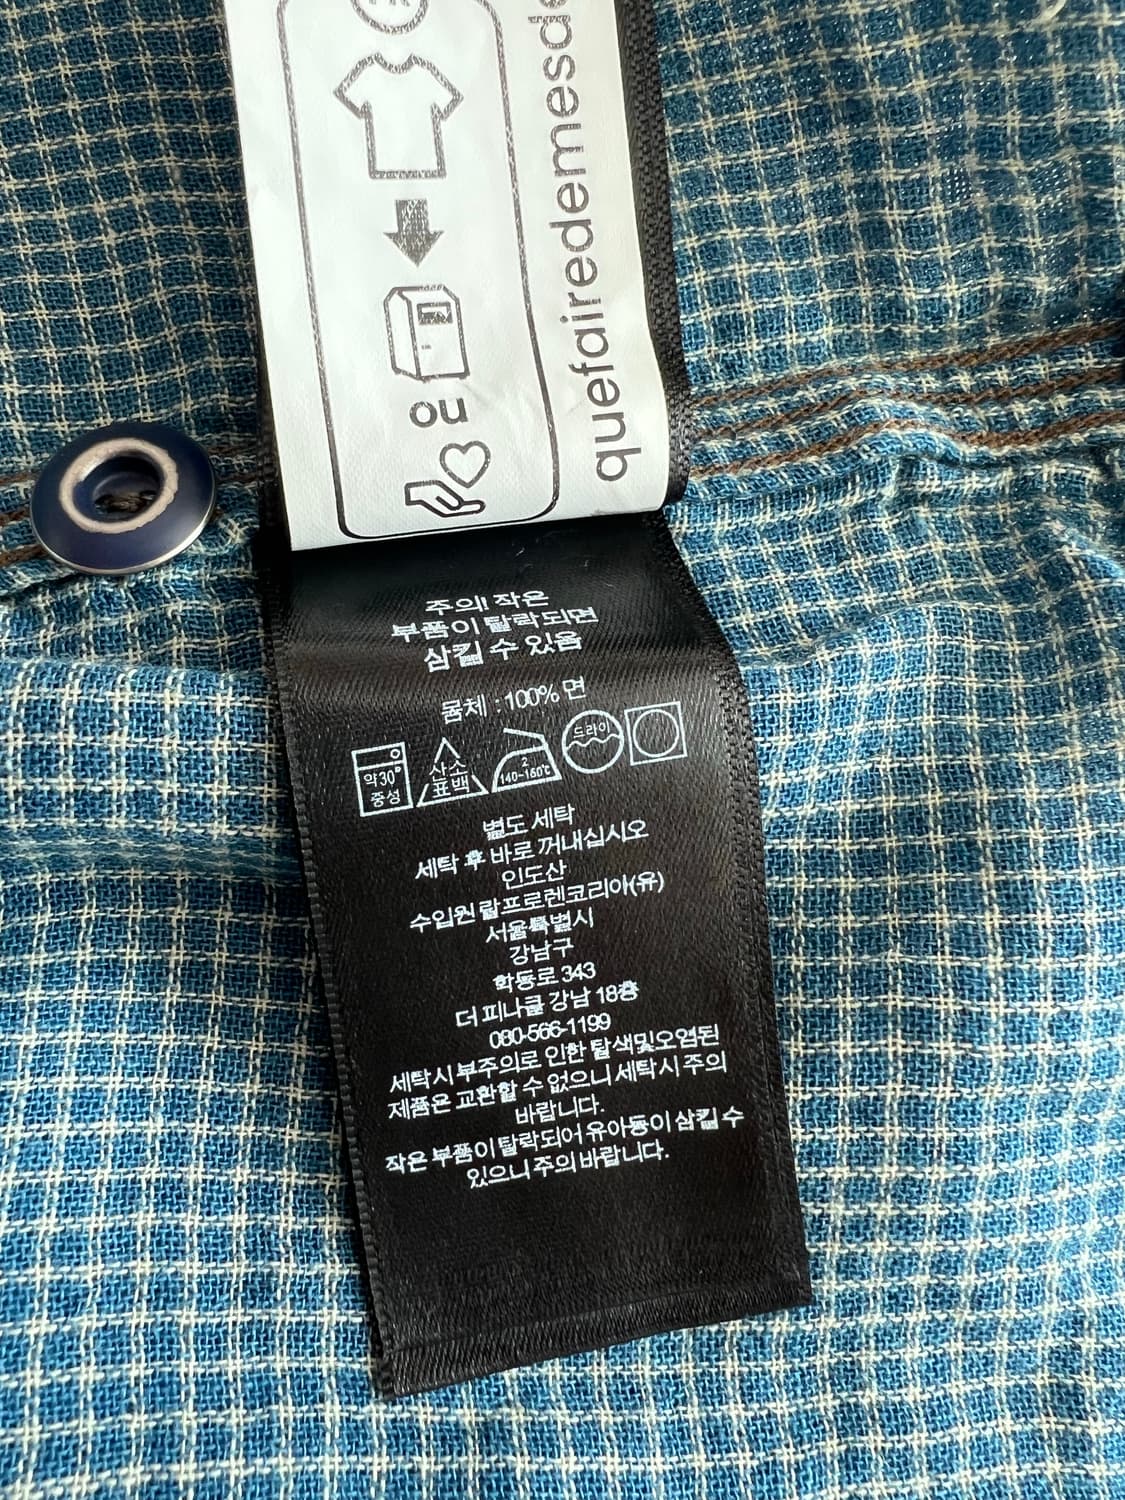 ou
quefairedemesd
주의! 작은
부품이 탈락되면
삼킬 수 있음
몸체 : 100% 면
약30°
중성
산소
표백
2
140~160℃
드라이
별도 세탁
세탁 후 바로 꺼내십시오
인도산
수입원 랄프로렌코리아(유)
서울특별시
강남구
학동로 343
더 피나클 강남 18층
080-566-1199
세탁시 부주의로 인한 탈색및오염된
제품은 교환할 수 없으니 세탁시 주의
바랍니다.
작은 부품이 탈락되어 유아등이 삼킬 수
있으니 주의 바랍니다.